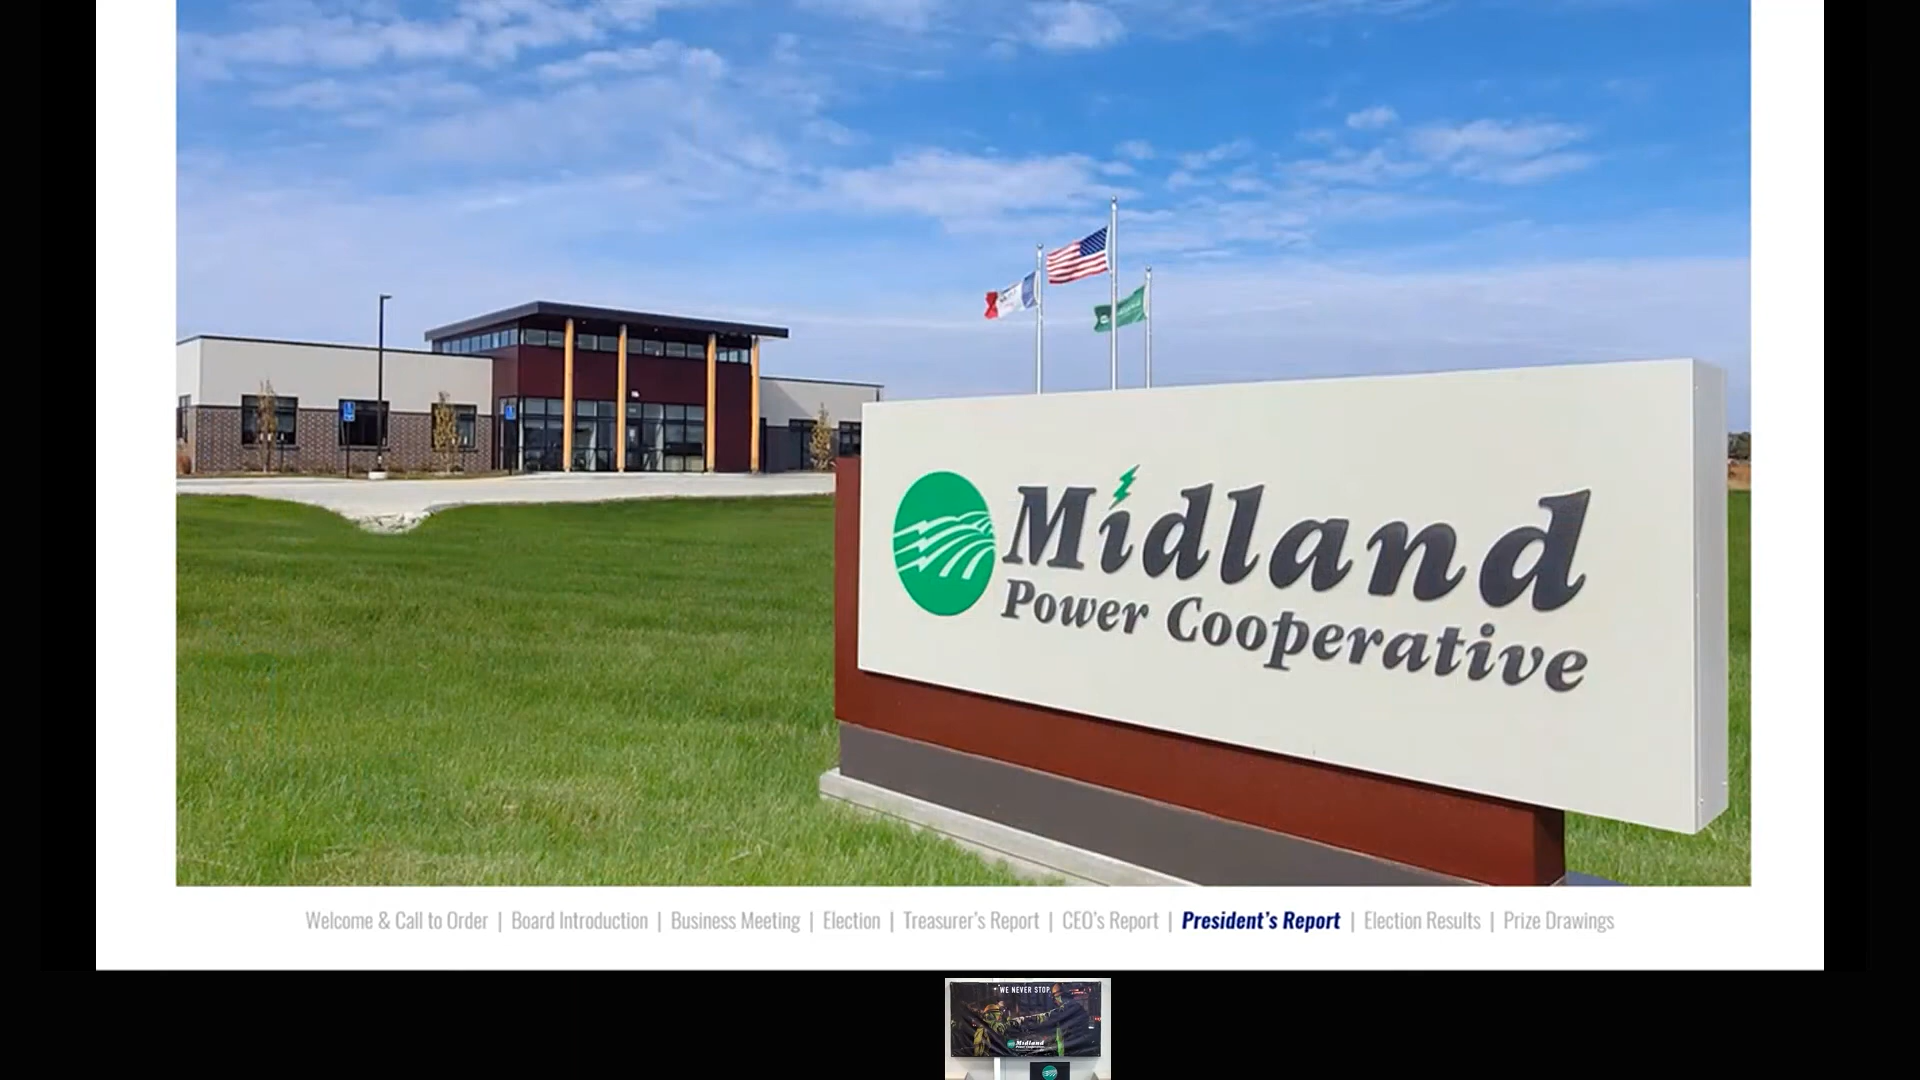 Midland
Power Cooperative
Welcome & Call to Order | Board Introduction | Business Meeting | Election | Treasurer's Report | CEO's Report | President's Report | Election Results | Prize Drawings
WE NEVER STOP.
Midland